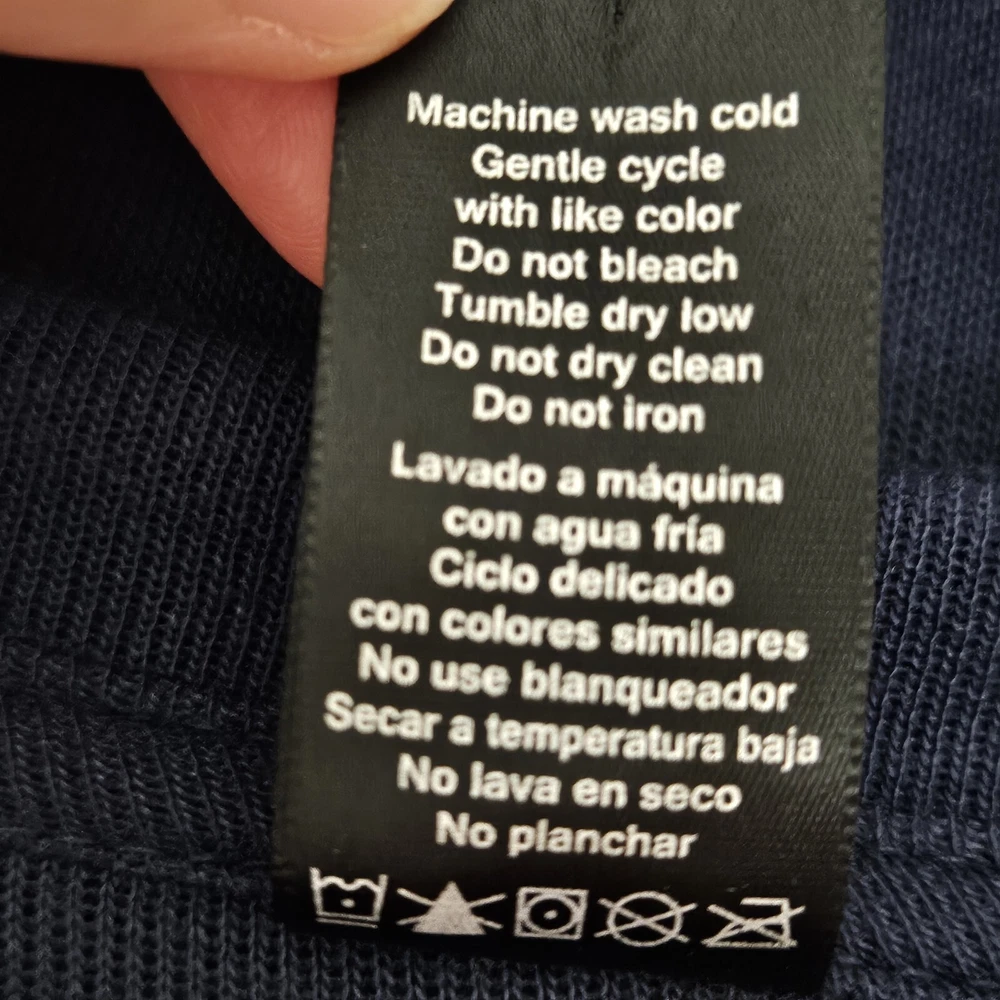 Machine wash cold
Gentle cycle
with like color
Do not bleach
Tumble dry low
Do not dry clean
Do not iron
Lavado a máquina
con agua fría
Ciclo delicado
con colores similares
No use blanqueador
Secar a temperatura baja
No lava en seco
No planchar